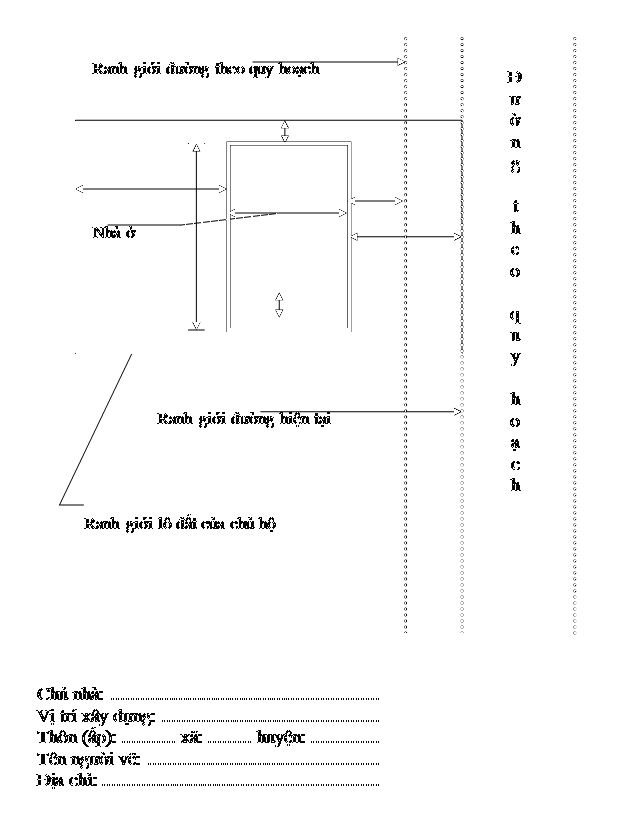 Ranh giới đường theo quy hoạch
Đường theo quy hoạch
Nhà ở
Ranh giới đường hiện tại
Ranh giới lô đất của chủ hộ
Chủ nhà: ....................
Vị trí xây dựng: ....................
Thôn (ấp): .................... xã: .................... huyện: ....................
Tên người vẽ: ....................
Địa chỉ: ....................